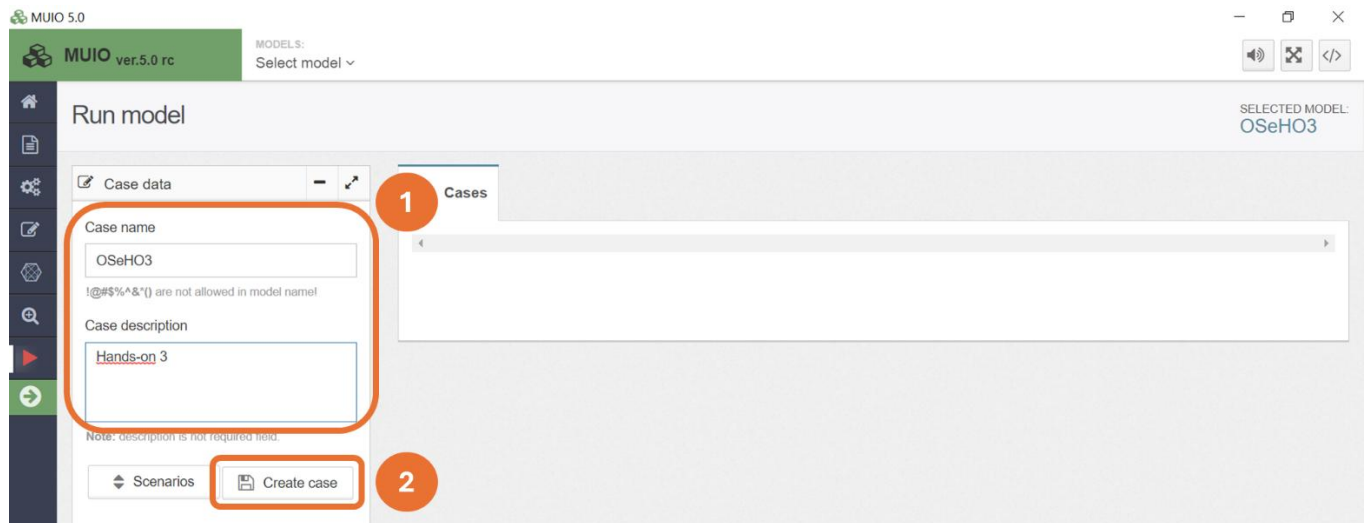 MUIO 5.0
MUIO ver.5.0 rc
MODELS:
Select model
Run model
SELECTED MODEL:
OSeHO3
Case data
1
Cases
Case name
OSeHO3
!@#$%^&*() are not allowed in model name!
Case description
Hands-on 3
Note: description is not required field.
Scenarios
Create case
2